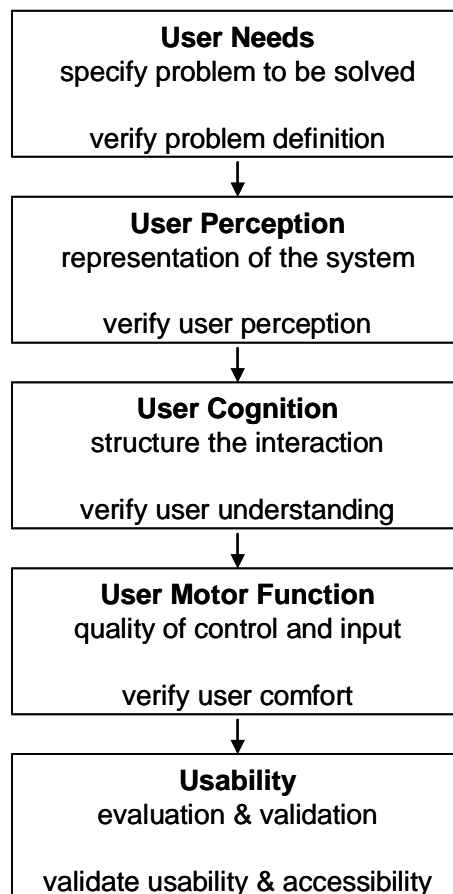 User Needs
specify problem to be solved
verify problem definition
User Perception
representation of the system
verify user perception
User Cognition
structure the interaction
verify user understanding
User Motor Function
quality of control and input
verify user comfort
Usability
evaluation & validation
validate usability & accessibility